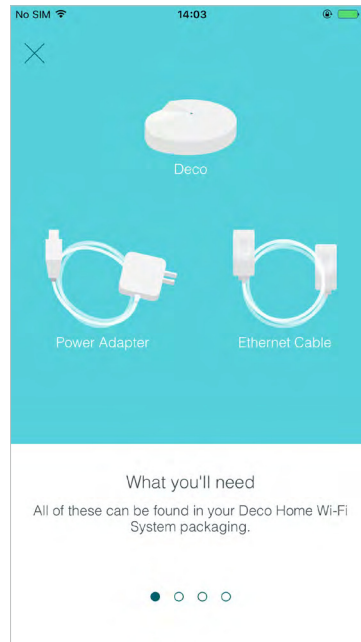 No SIM 14:03
Deco
Power Adapter Ethernet Cable
What you'll need
All of these can be found in your Deco Home Wi-Fi
System packaging.